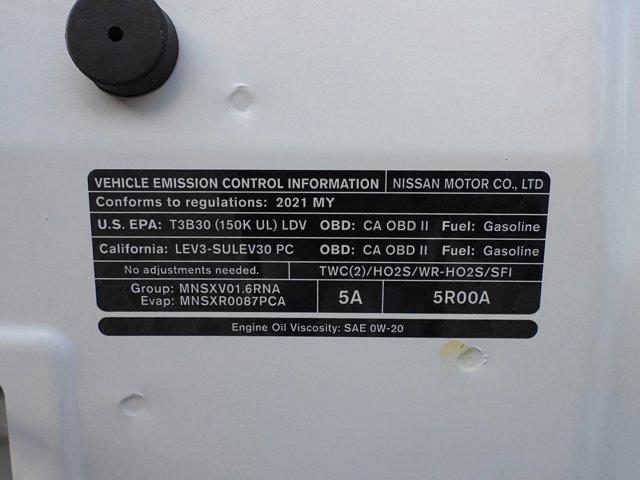 VEHICLE EMISSION CONTROL INFORMATION NISSAN MOTOR CO., LTD
Conforms to regulations: 2021 MY
U.S. EPA: T3B30 (150K UL) LDV OBD: CA OBD II Fuel: Gasoline
California: LEV3-SULEV30 PC OBD: CA OBD II Fuel: Gasoline
No adjustments needed. TWC(2)/HO2S/WR-HO2S/SFI
Group: MNSXV01.6RNA
Evap: MNSXR0087PCA
5A 5R00A
Engine Oil Viscosity: SAE 0W-20